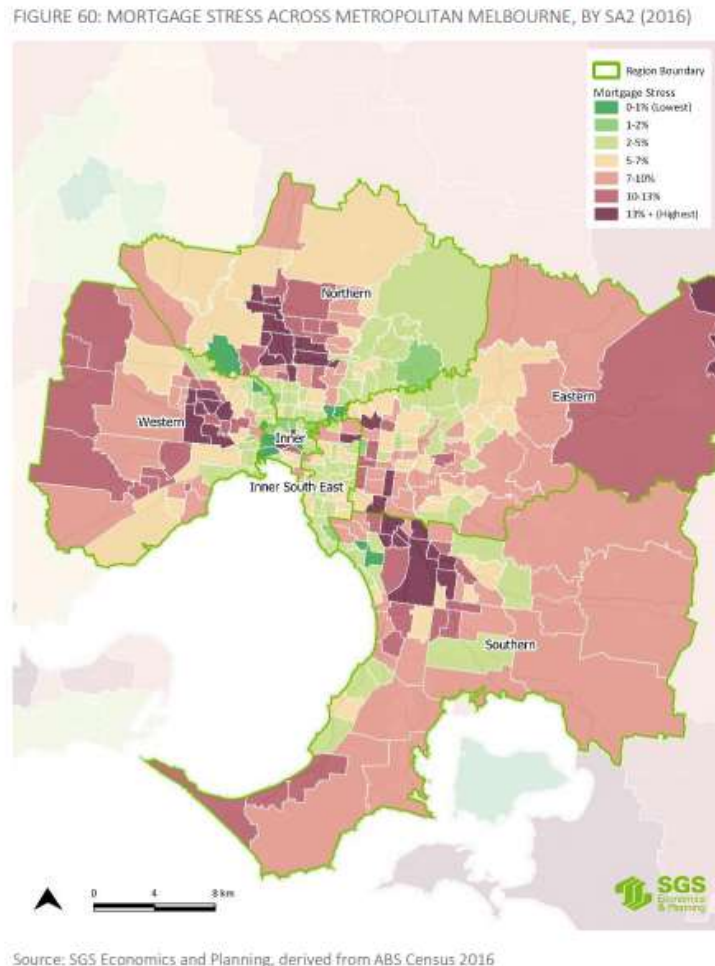 FIGURE 60: MORTGAGE STRESS ACROSS METROPOLITAN MELBOURNE, BY SA2 (2016)
Region Boundary
Mortgage Stress
0-1% (Lowest)
1-2%
2-5%
5-7%
7-10%
10-13%
13% + (Highest)
Northern
Eastern
Western
Inner
Inner South East
Southern
0 4 8 km
SGS
Economics
& Planning
Source: SGS Economics and Planning, derived from ABS Census 2016